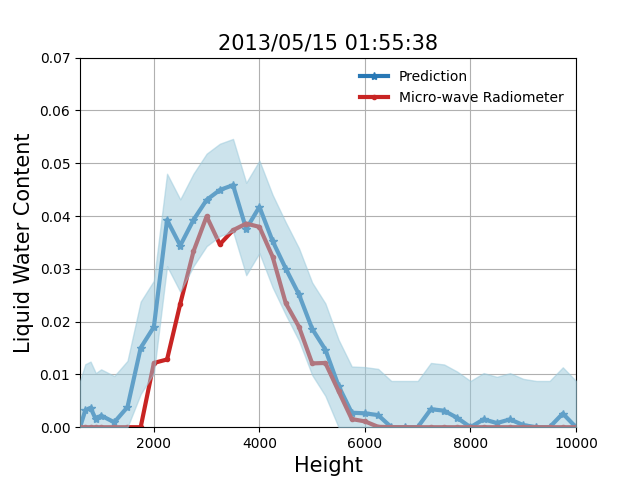 2013/05/15 01:55:38
Prediction
Micro-wave Radiometer
Liquid Water Content
0.07
0.06
0.05
0.04
0.03
0.02
0.01
0.00
2000 4000 6000 8000 10000
Height